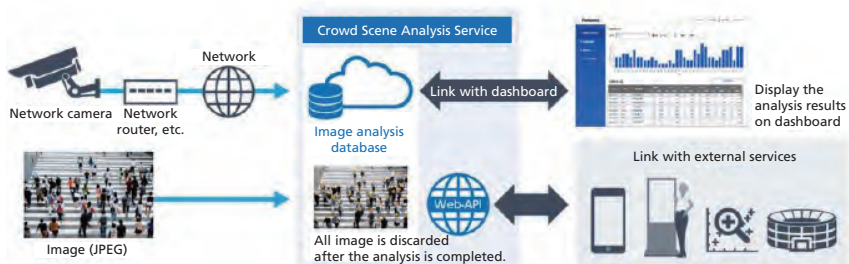 Crowd Scene Analysis Service
Network
Network camera
Network
router, etc.
Image analysis
database
Link with dashboard
Display the
analysis results
on dashboard
Image (JPEG)
All image is discarded
after the analysis is completed.
Web-API
Link with external services